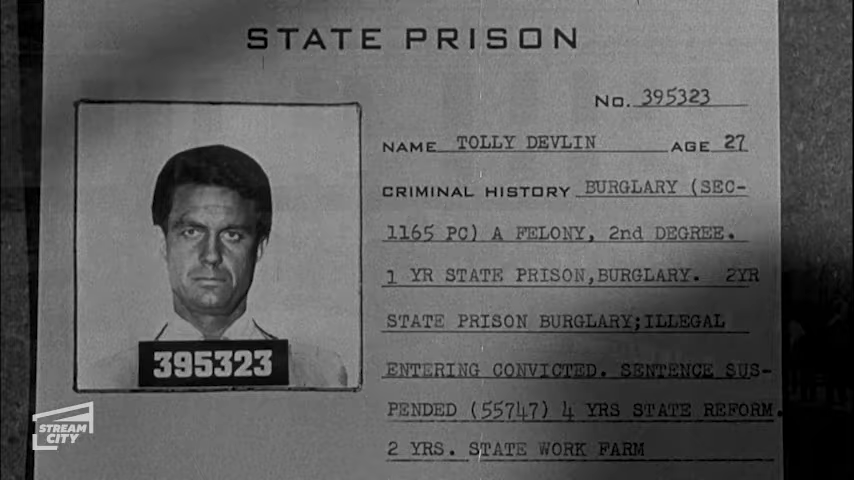 STATE PRISON
No. 395323
NAME TOLLY DEVLIN AGE 27
CRIMINAL HISTORY BURGLARY (SEC-
1165 PC) A FELONY, 2nd DEGREE.
1 YR STATE PRISON,BURGLARY. 2YR
STATE PRISON BURGLARY;ILLEGAL
ENTERING CONVICTED. SENTENCE SUS-
PENDED (55747) 4 YRS STATE REFORM.
2 YRS. STATE WORK FARM
395323
STREAM
CITY